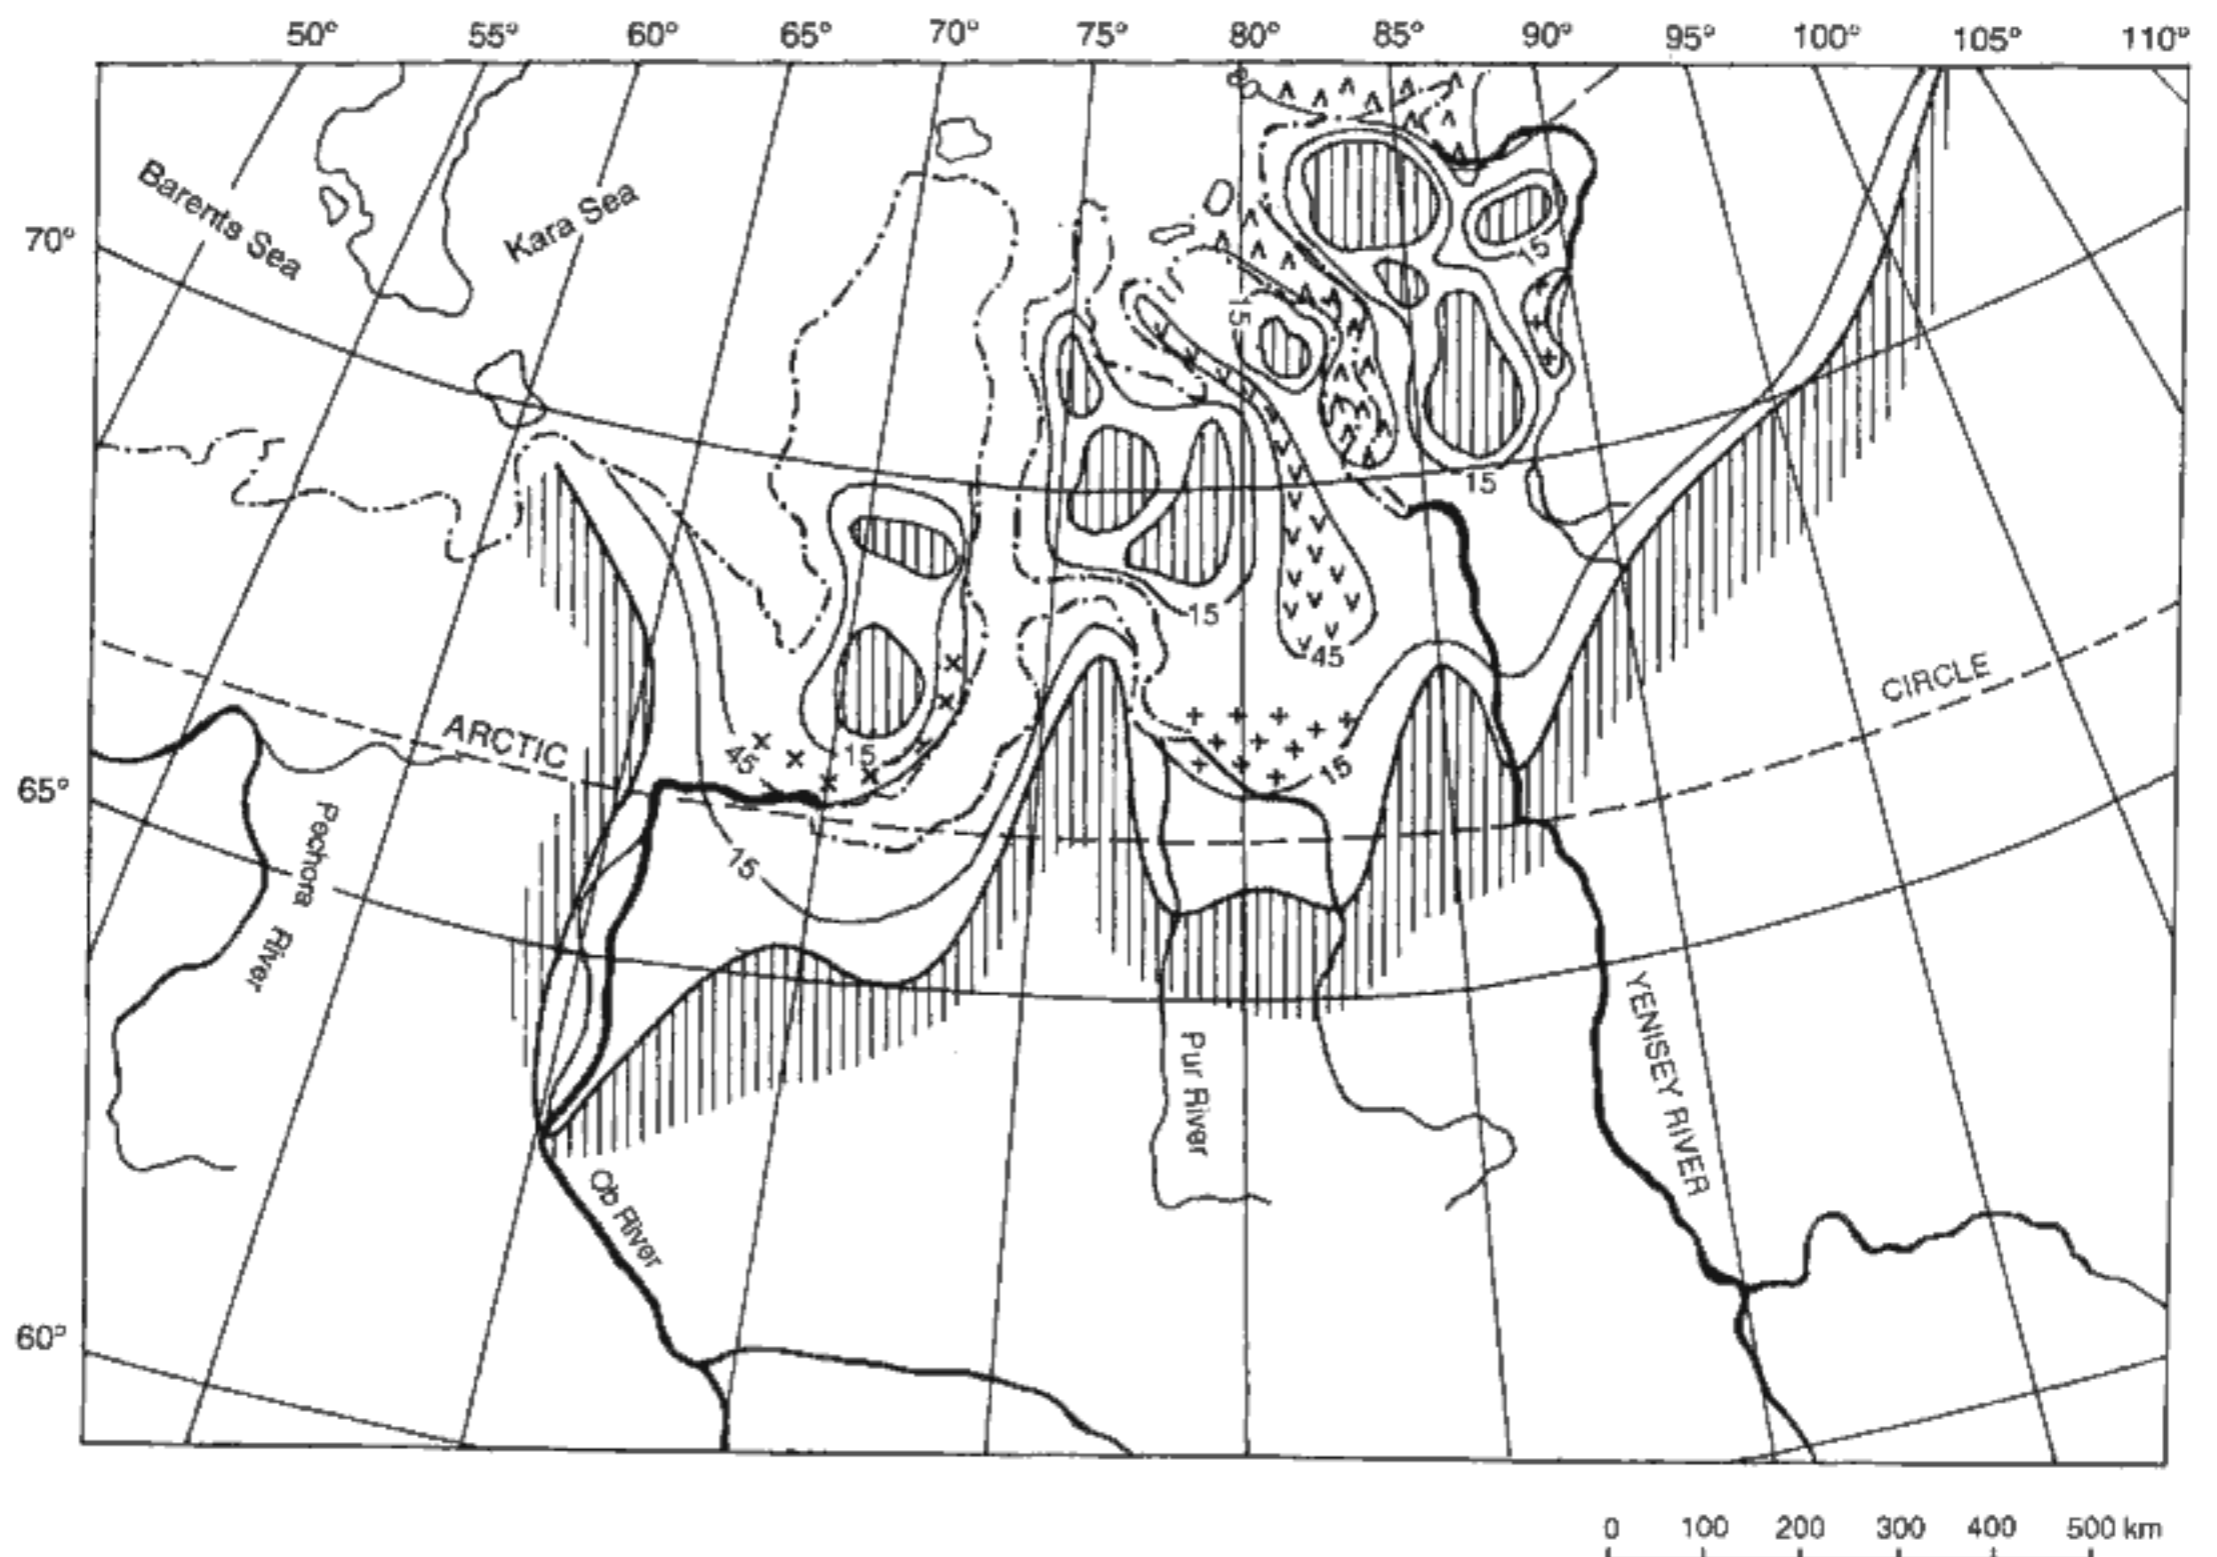 50° 55° 60° 65° 70° 75° 80° 85° 90° 95° 100° 105° 110°
70°
Barents Sea
Kara Sea
15
15
15
15
45
ARCTIC
CIRCLE
45
15
15
15
65°
Pechora River
YENISEY RIVER
Pur River
Ob River
60°
0 100 200 300 400 500 km